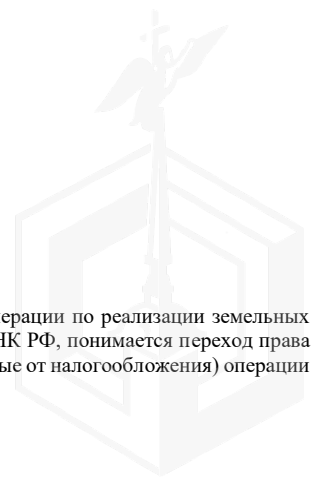 ерации по реализации земельных
НК РФ, понимается переход права
ые от налогообложения) операции